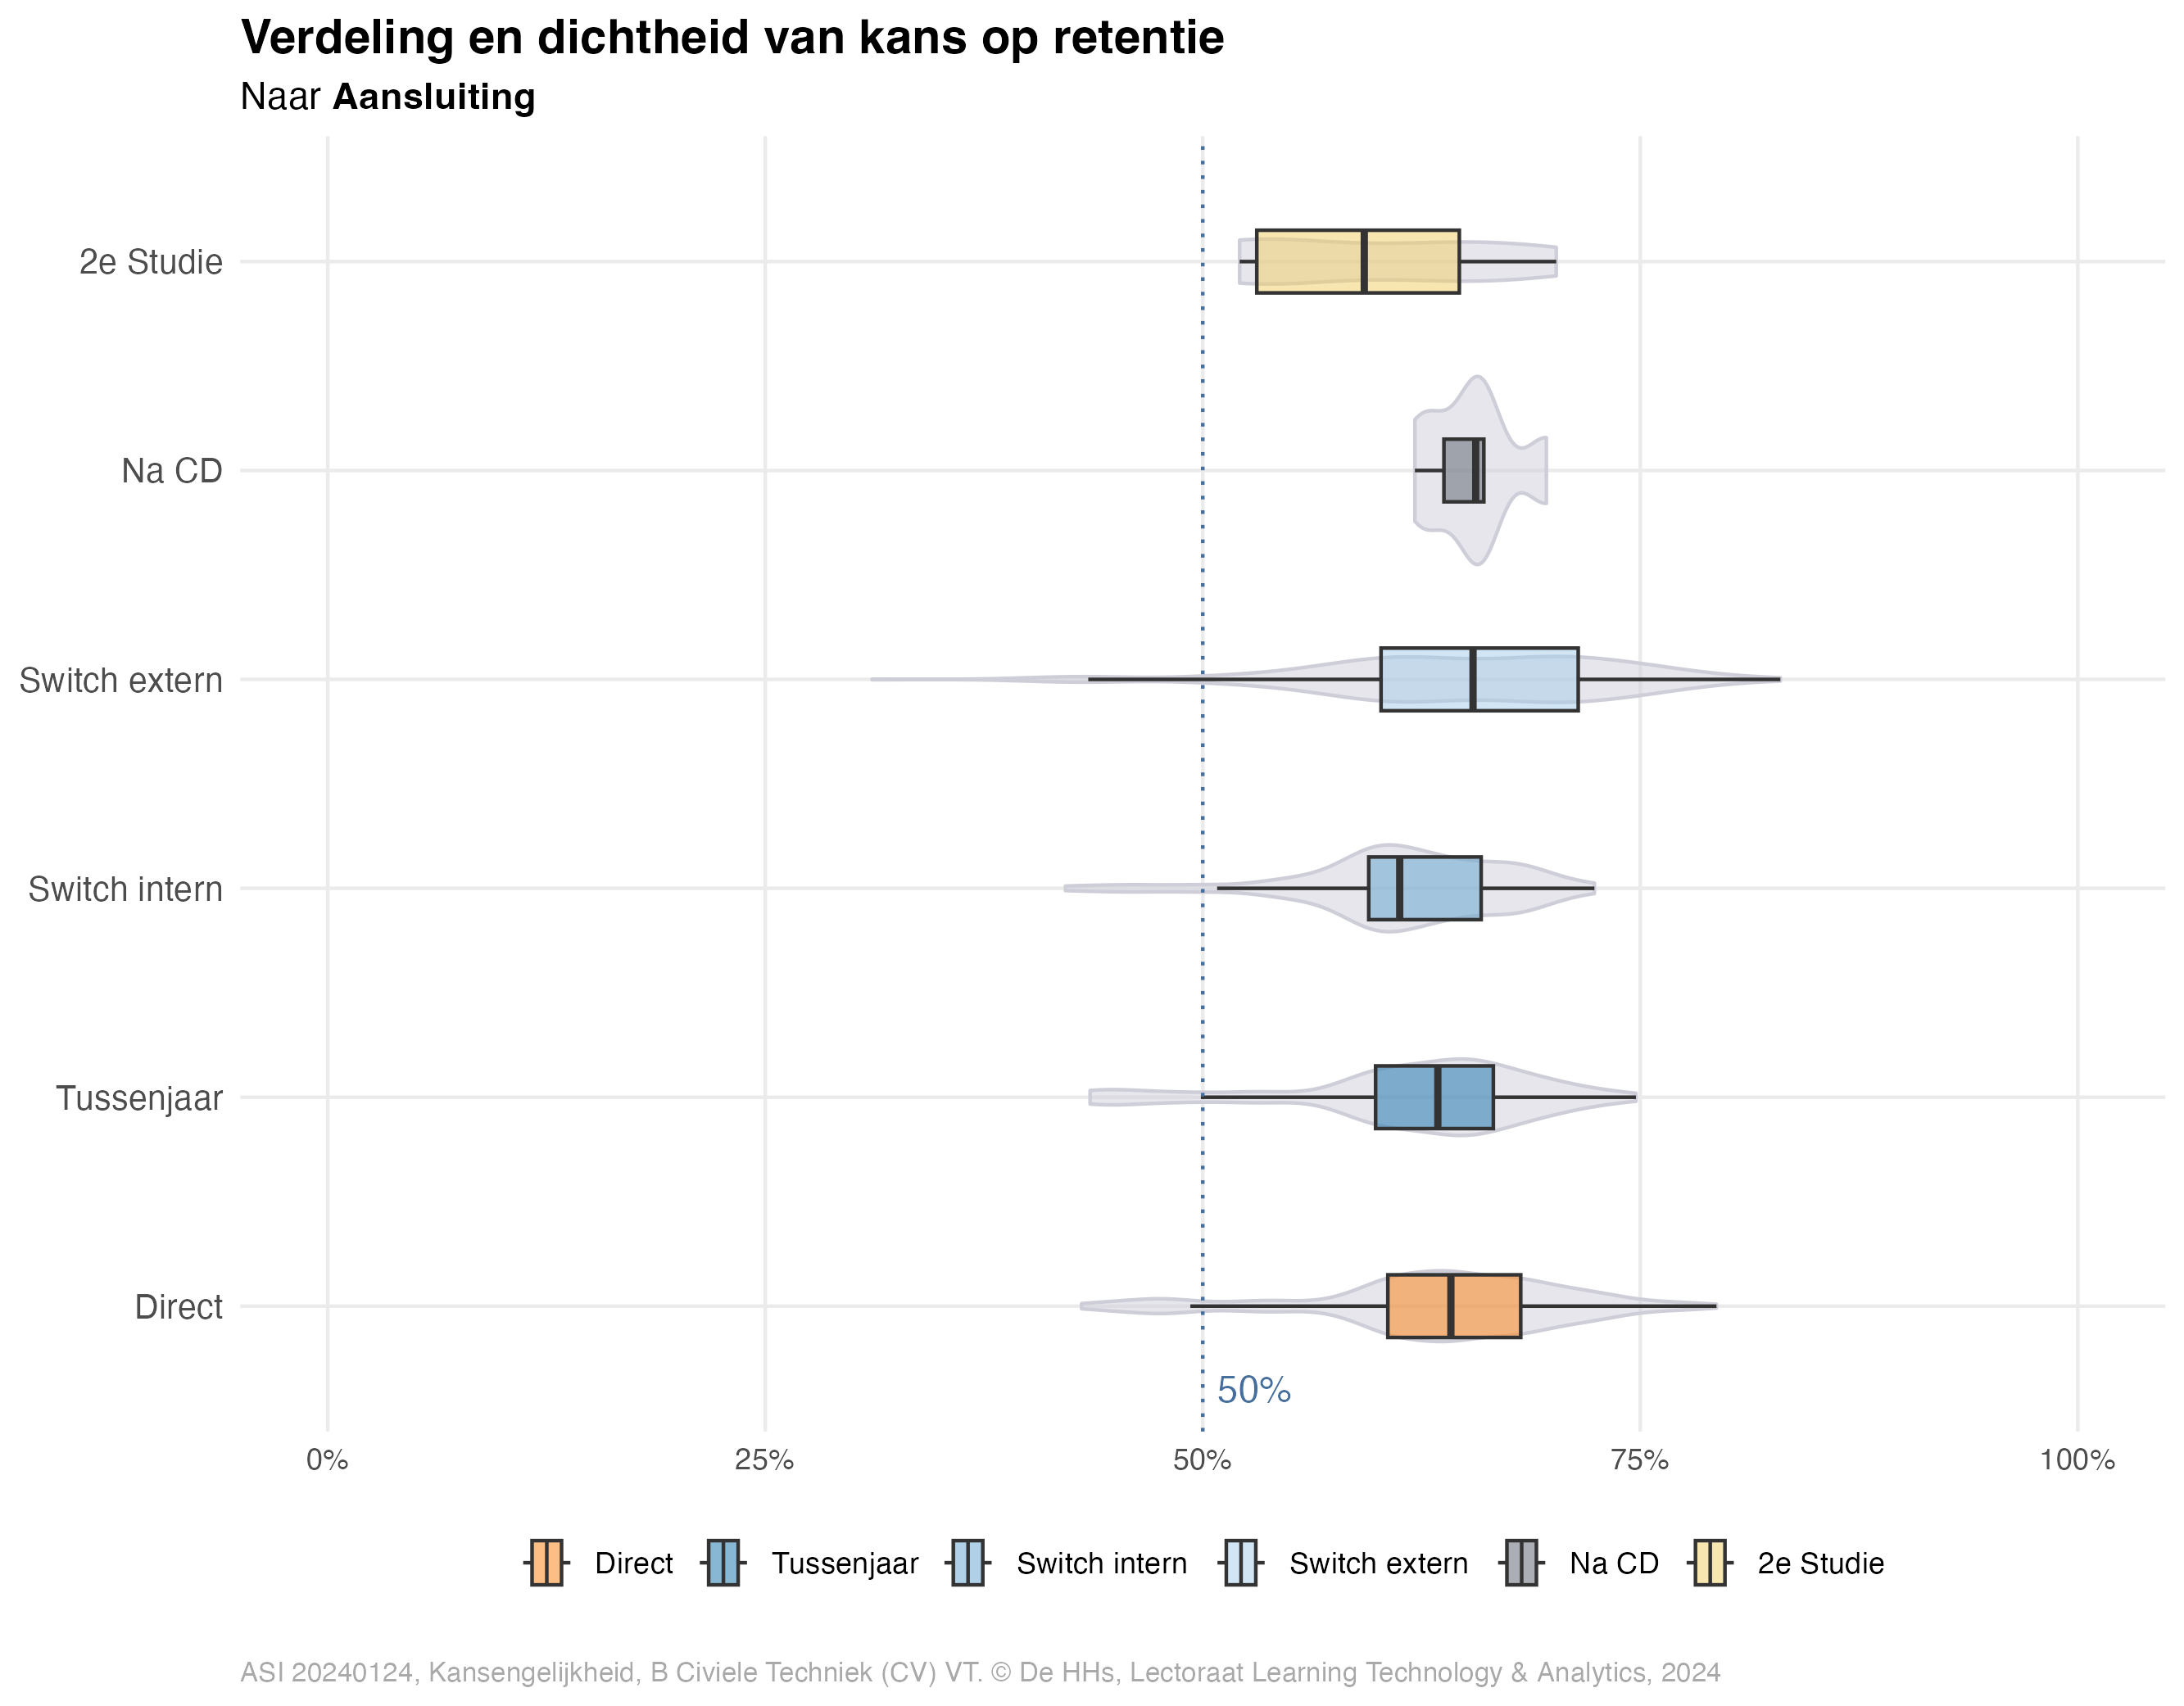 Verdeling en dichtheid van kans op retentie
Naar Aansluiting
2e Studie
Na CD
Switch extern
Switch intern
Tussenjaar
Direct
50%
0% 25% 50% 75% 100%
Direct Tussenjaar Switch intern Switch extern Na CD 2e Studie
ASI 20240124, Kansengelijkheid, B Civiele Techniek (CV) VT. © De HHs, Lectoraat Learning Technology & Analytics, 2024